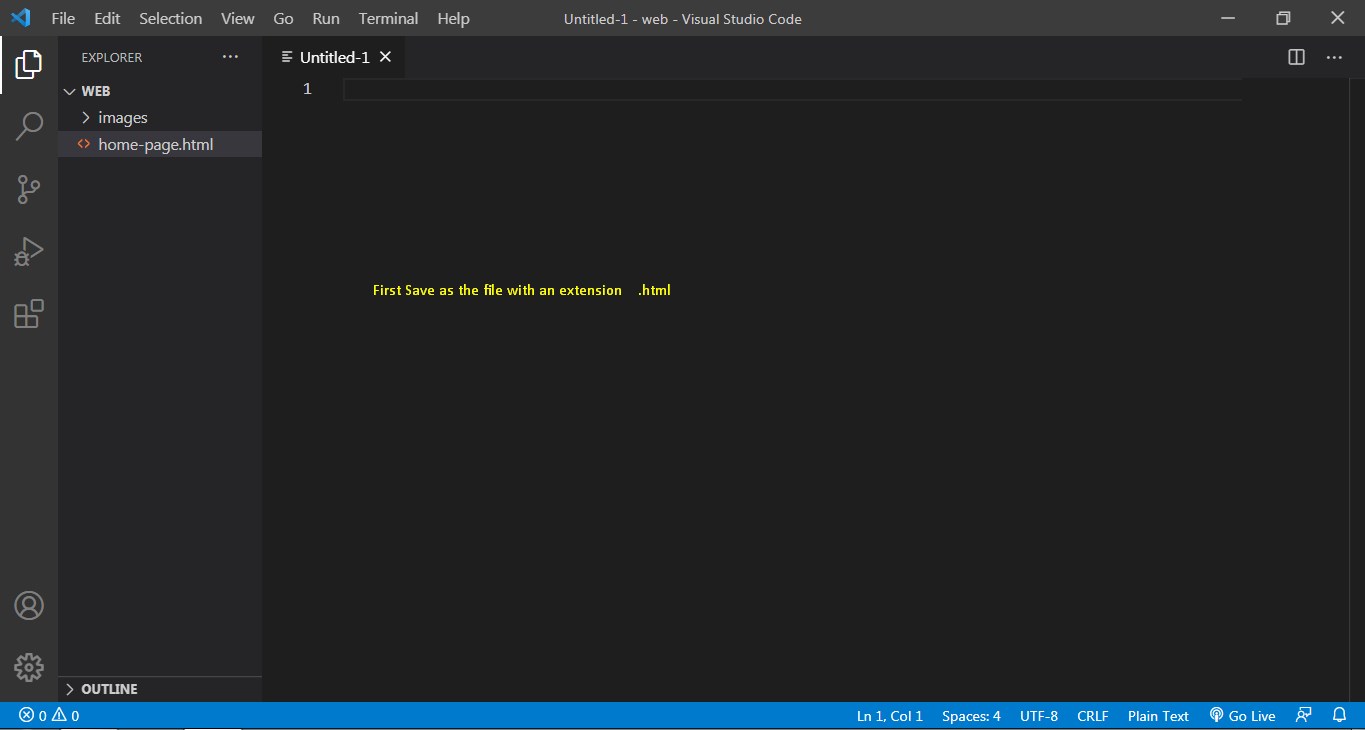 File Edit Selection View Go Run Terminal Help Untitled-1 - web - Visual Studio Code
EXPLORER
Untitled-1
WEB
1
images
home-page.html
First Save as the file with an extension .html
OUTLINE
0 0 Ln 1, Col 1 Spaces: 4 UTF-8 CRLF Plain Text Go Live